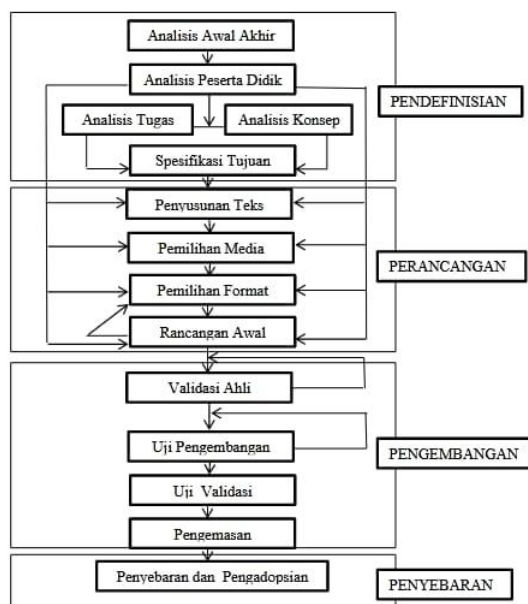 Analisis Awal Akhir
Analisis Peserta Didik
PENDEFINISIAN
Analisis Tugas
Analisis Konsep
Spesifikasi Tujuan
Penyusunan Teks
Pemilihan Media
PERANCANGAN
Pemilihan Format
Rancangan Awal
Validasi Ahli
Uji Pengembangan
PENGEMBANGAN
Uji Validasi
Pengemasan
Penyebaran dan Pengadopsian
PENYEBARAN